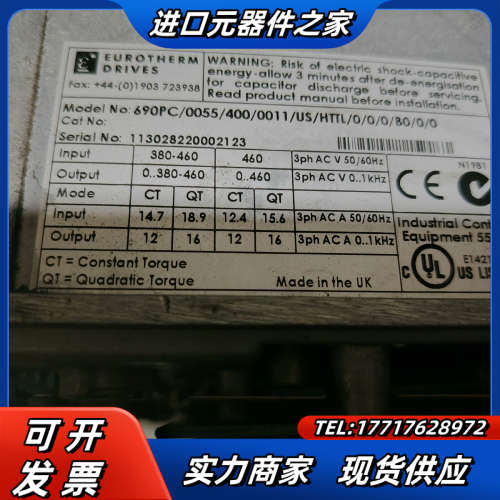 进口元器件之家
EUROTHERM
DRIVES
Fax: +44-(0)1903 723938
WARNING: Risk of electric shock-capacitive
energy-allow 3 minutes after de-energisation
for capacitor discharge before servicing.
Read product manual before installation.
Model No: 690PC/0055/400/0011/US/HTTL/0/0/0/B0/0/0
Cat No:
Serial No: 113028220002123
Input 380-460 460 3ph AC V 50/60Hz
Output 0..380-460 0..460 3ph AC V 0..1kHz
Mode CT QT CT QT
Input 14.7 18.9 12.4 15.6 3ph AC A 50/60Hz
Output 12 16 12 16 3ph AC A 0..1kHz
CT = Constant Torque
QT = Quadratic Torque
Made in the UK
N1981
CE
Industrial Cont
Equipment 55
C UL US LIS
E1421
TEL:17717628972
可开
发票
实力商家 现货供应